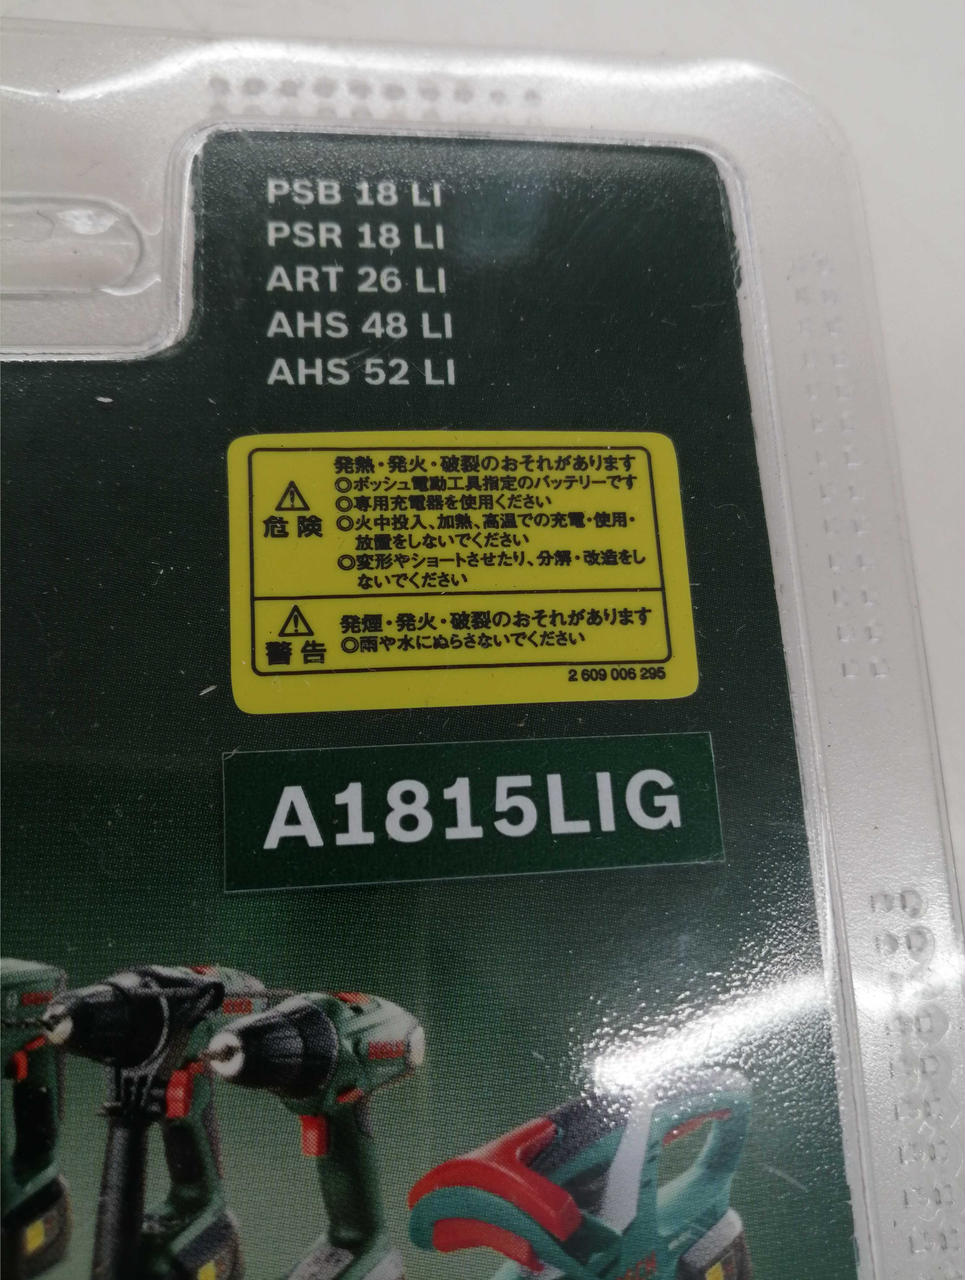 PSB 18 LI
PSR 18 LI
ART 26 LI
AHS 48 LI
AHS 52 LI
危険
発熱・発火・破裂のおそれがあります
◎ボッシュ電動工具指定のバッテリーです
◎専用充電器を使用ください
◎火中投入、加熱、高温での充電・使用・
放置をしないでください
◎変形やショートさせたり、分解・改造をし
ないでください
警告
発煙・発火・破裂のおそれがあります
◎雨や水にぬらさないでください
2 609 006 295
A1815LIG